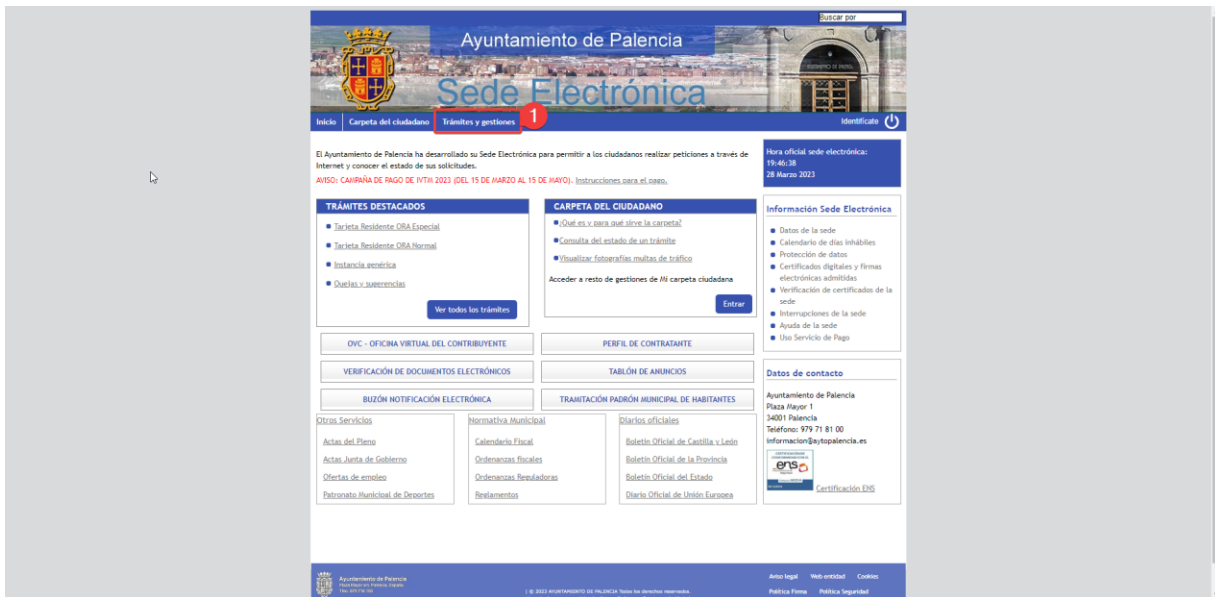 Buscar por
Ayuntamiento de Palencia
Sede Electrónica
Inicio
Carpeta del ciudadano
Trámites y gestiones
1
Identifícate
El Ayuntamiento de Palencia ha desarrollado su Sede Electrónica para permitir a los ciudadanos realizar peticiones a través de
Internet y conocer el estado de sus solicitudes.
AVISO: CAMPAÑA DE PAGO DE IVTM 2023 (DEL 15 DE MARZO AL 15 DE MAYO). Instrucciones para el pago.
Hora oficial sede electrónica:
19:46:38
28 Marzo 2023
TRÁMITES DESTACADOS
Tarjeta Residente ORA Especial
Tarjeta Residente ORA Normal
Instancia genérica
Quejas y sugerencias
Ver todos los trámites
CARPETA DEL CIUDADANO
¿Qué es y para qué sirve la carpeta?
Consulta del estado de un trámite
Visualizar fotografías multas de tráfico
Acceder a resto de gestiones de Mi carpeta ciudadana
Entrar
Información Sede Electrónica
Datos de la sede
Calendario de días inhábiles
Protección de datos
Certificados digitales y firmas
electrónicas admitidas
Verificación de certificados de la
sede
Interrupciones de la sede
Ayuda de la sede
Uso Servicio de Pago
OVC - OFICINA VIRTUAL DEL CONTRIBUYENTE
PERFIL DE CONTRATANTE
VERIFICACIÓN DE DOCUMENTOS ELECTRÓNICOS
TABLÓN DE ANUNCIOS
BUZÓN NOTIFICACIÓN ELECTRÓNICA
TRAMITACIÓN PADRÓN MUNICIPAL DE HABITANTES
Datos de contacto
Ayuntamiento de Palencia
Plaza Mayor 1
34001 Palencia
Teléfono: 979 71 81 00
informacion@aytopalencia.es
ens
Certificación ENS
Otros Servicios
Actas del Pleno
Actas Junta de Gobierno
Ofertas de empleo
Patronato Municipal de Deportes
Normativa Municipal
Calendario Fiscal
Ordenanzas fiscales
Ordenanzas Reguladoras
Reglamentos
Diarios oficiales
Boletín Oficial de Castilla y León
Boletín Oficial de la Provincia
Boletín Oficial del Estado
Diario Oficial de Unión Europea
Ayuntamiento de Palencia
| © 2023 AYUNTAMIENTO DE PALENCIA Todos los derechos reservados.
Aviso legal
Web entidad
Cookies
Política Firma
Política Seguridad